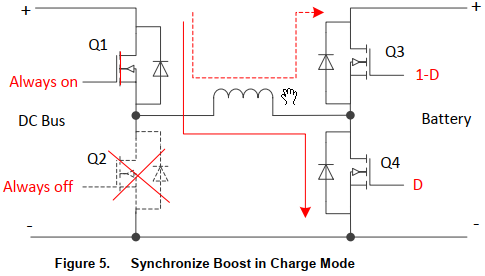 + +
Q1 Q3
Always on 1-D
DC Bus Battery
Q2 Q4
Always off D
- -
Figure 5. Synchronize Boost in Charge Mode